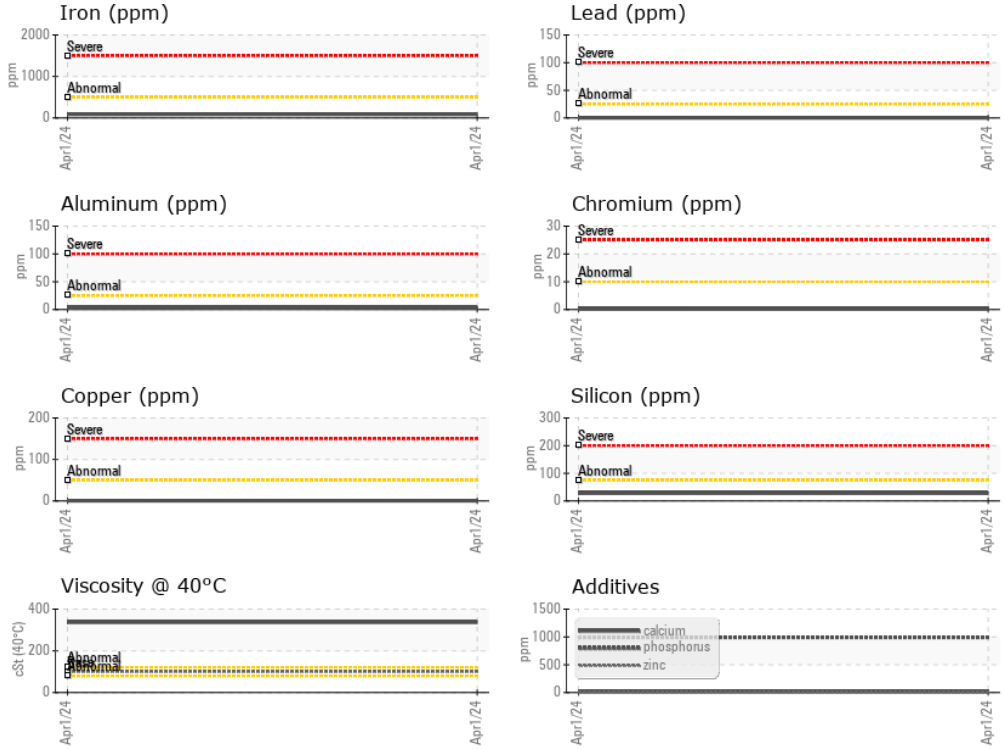 Iron (ppm)
2000
1000
0
ppm
Severe
Abnormal
Apr1/24
Apr1/24
Lead (ppm)
150
100
50
0
ppm
Severe
Abnormal
Apr1/24
Apr1/24
Aluminum (ppm)
150
100
50
0
ppm
Severe
Abnormal
Apr1/24
Apr1/24
Chromium (ppm)
30
20
10
0
ppm
Severe
Abnormal
Apr1/24
Apr1/24
Copper (ppm)
200
100
0
ppm
Severe
Abnormal
Apr1/24
Apr1/24
Silicon (ppm)
300
200
100
0
ppm
Severe
Abnormal
Apr1/24
Apr1/24
Viscosity @ 40°C
400
200
0
cSt (40°C)
Abnormal
Base
Abnormal
Apr1/24
Apr1/24
Additives
1500
1000
500
0
ppm
calcium
phosphorus
zinc
Apr1/24
Apr1/24